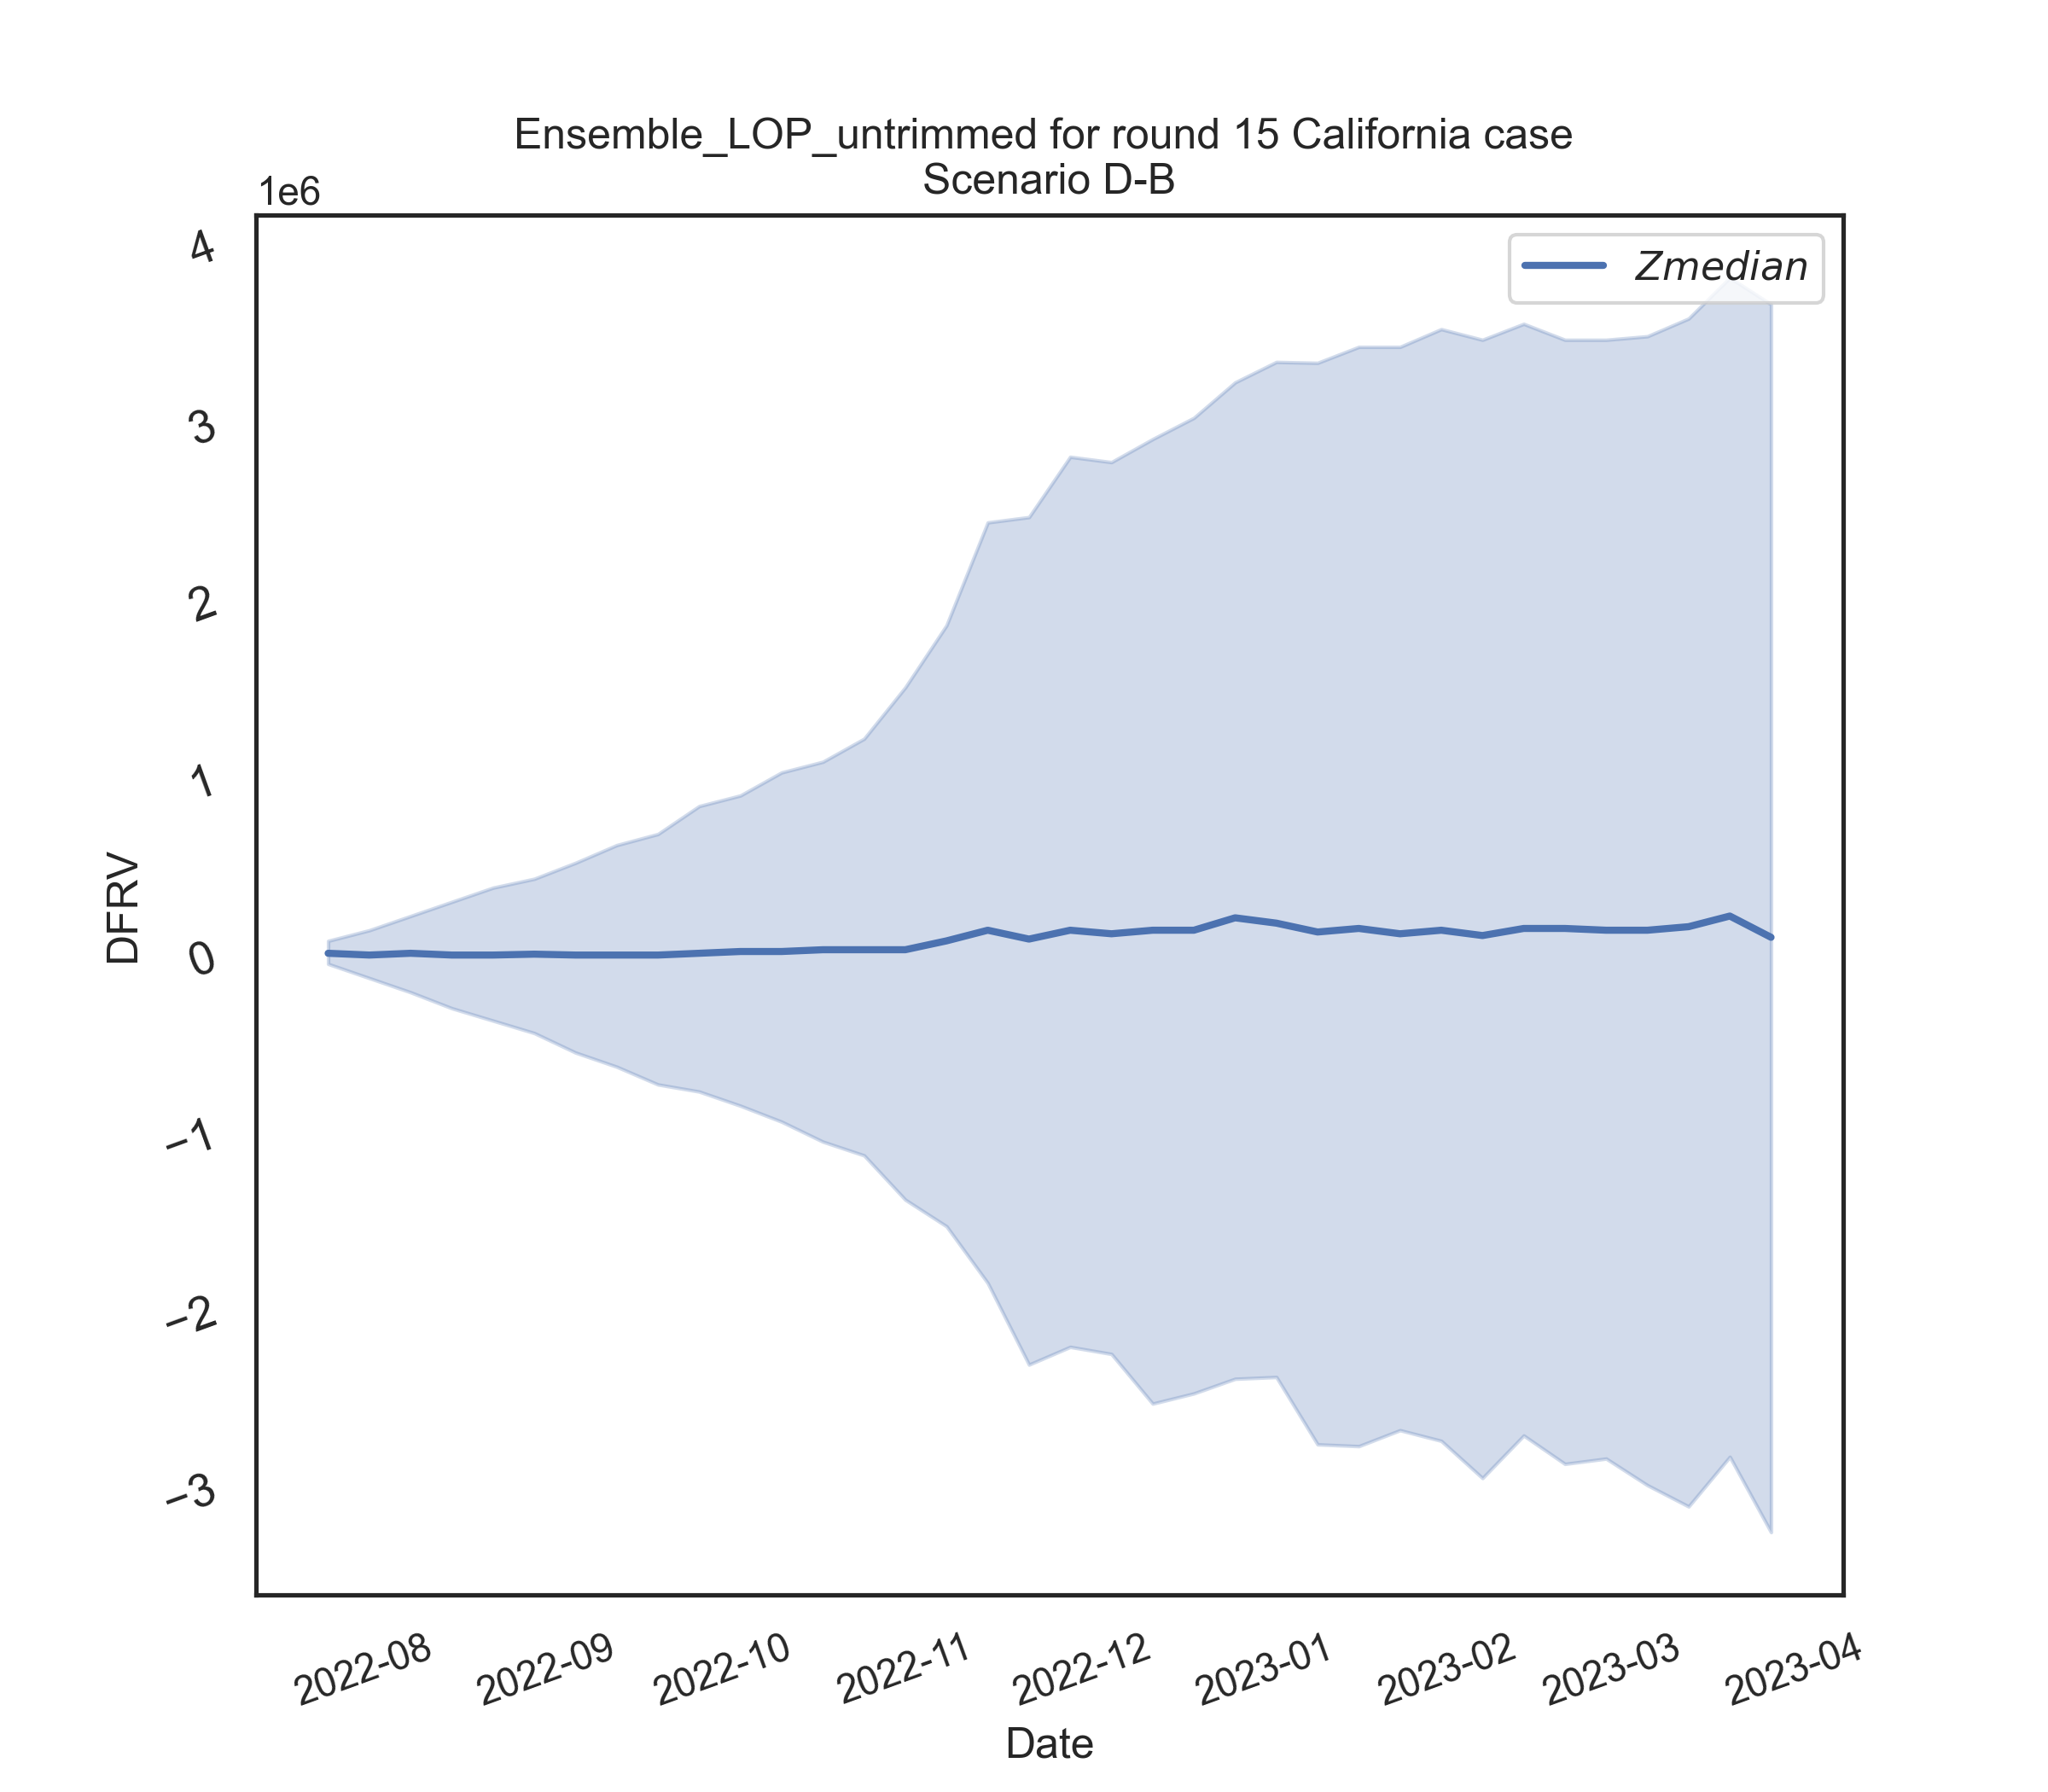 Ensemble_LOP_untrimmed for round 15 California case
Scenario D-B
1e6
Zmedian
4
3
2
1
0
−1
−2
−3
DFRV
2022-08
2022-09
2022-10
2022-11
2022-12
2023-01
2023-02
2023-03
2023-04
Date